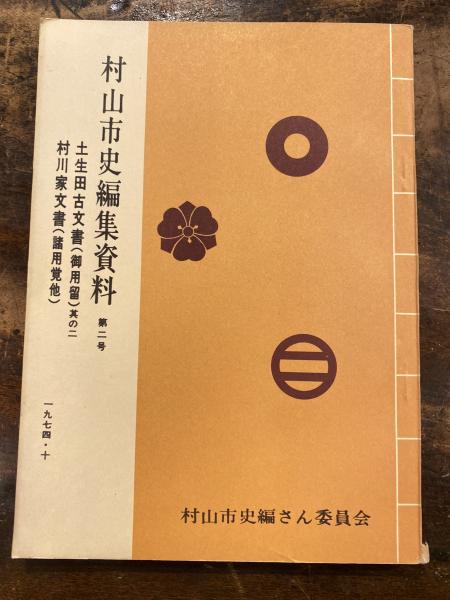 村山市史編集資料 第二号
土生田古文書(御用留)其の二
村川家文書(諸用覚他)
一九七四・十
村山市史編さん委員会